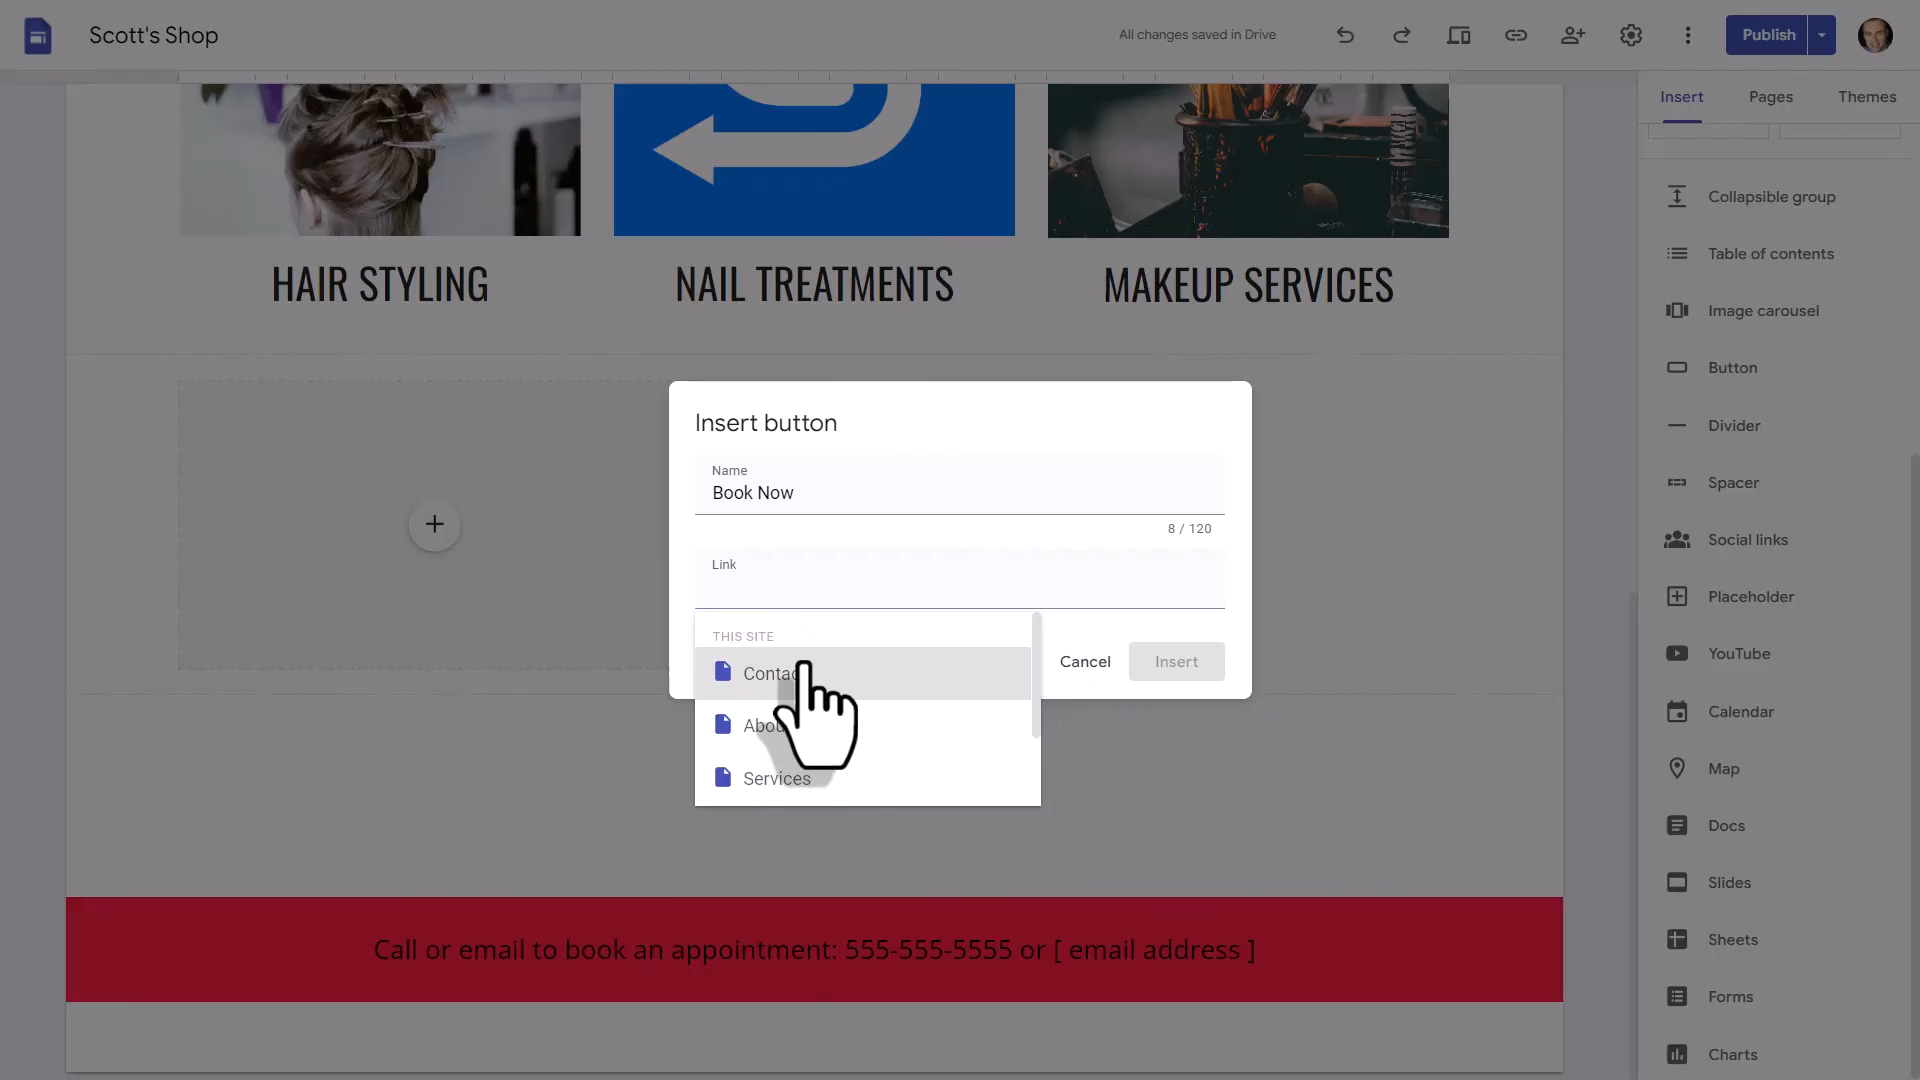 Scott's Shop
All changes saved in Drive
Publish
Insert
Pages
Themes
Collapsible group
Table of contents
Image carousel
Button
Divider
Spacer
Social links
Placeholder
YouTube
Calendar
Map
Docs
Slides
Sheets
Forms
Charts
HAIR STYLING
NAIL TREATMENTS
MAKEUP SERVICES
Insert button
Name
Book Now
8 / 120
Link
THIS SITE
Services
Cancel
Insert
Call or email to book an appointment: 555-555-5555 or [ email address ]